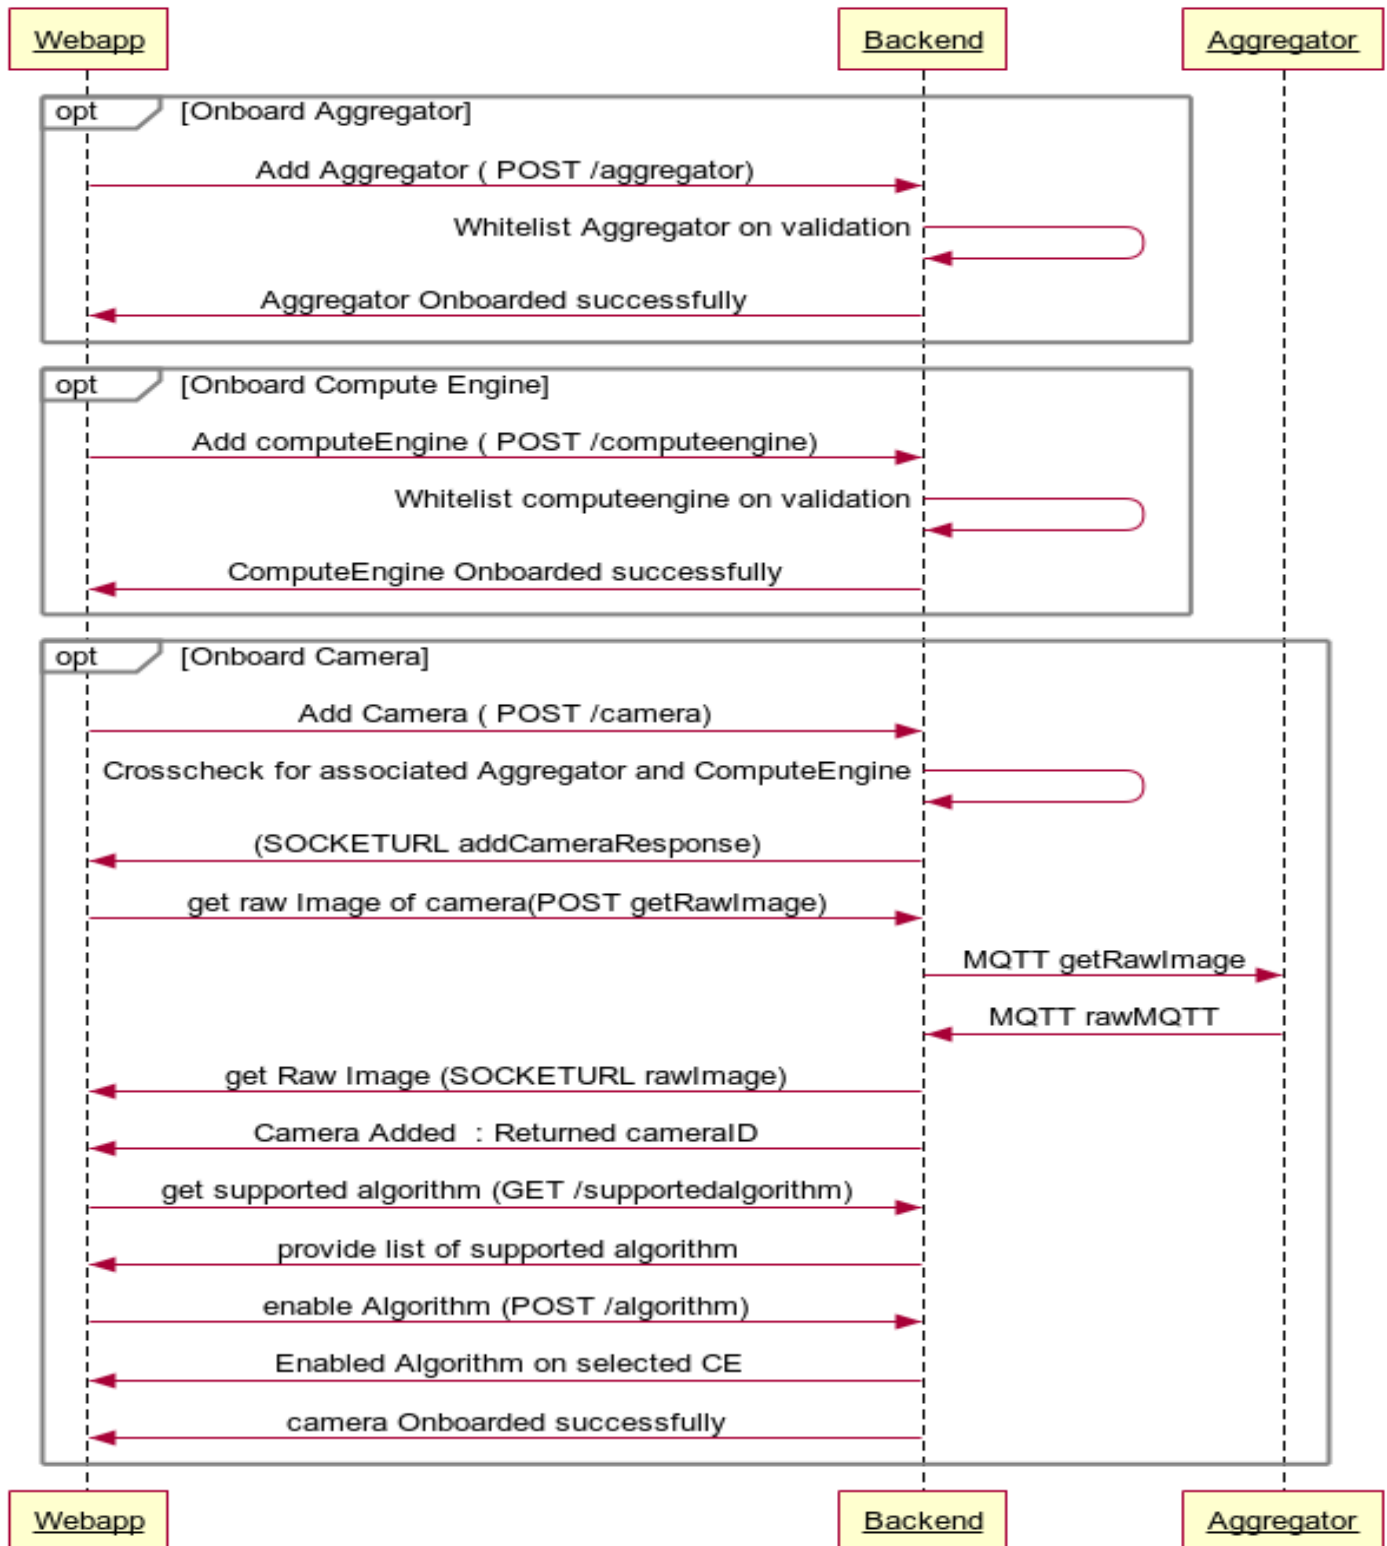 Webapp Backend Aggregator
opt [Onboard Aggregator]
Add Aggregator ( POST /aggregator)
Whitelist Aggregator on validation
Aggregator Onboarded successfully
opt [Onboard Compute Engine]
Add computeEngine ( POST /computeengine)
Whitelist computeengine on validation
ComputeEngine Onboarded successfully
opt [Onboard Camera]
Add Camera ( POST /camera)
Crosscheck for associated Aggregator and ComputeEngine
(SOCKETURL addCameraResponse)
get raw Image of camera(POST getRawImage)
MQTT getRawImage
MQTT rawMQTT
get Raw Image (SOCKETURL rawImage)
Camera Added  : Returned cameraID
get supported algorithm (GET /supportedalgorithm)
provide list of supported algorithm
enable Algorithm (POST /algorithm)
Enabled Algorithm on selected CE
camera Onboarded successfully
Webapp Backend Aggregator